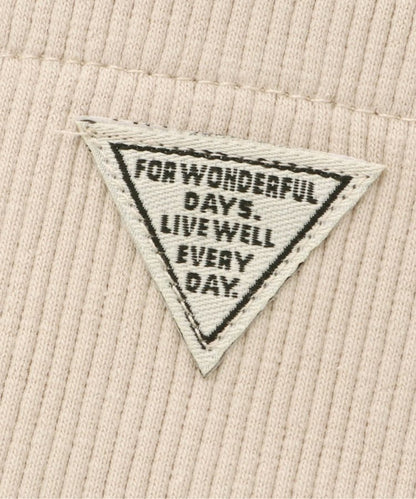 FOR WONDERFUL
DAYS.
LIVE WELL
EVERY
DAY.